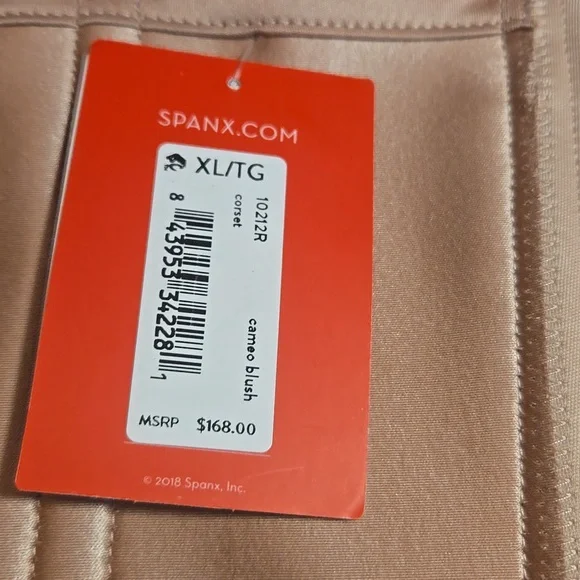 SPANX.COM
XL/TG
10212R
corset
cameo blush
8 43953 34228 1
MSRP $168.00
© 2018 Spanx, Inc.